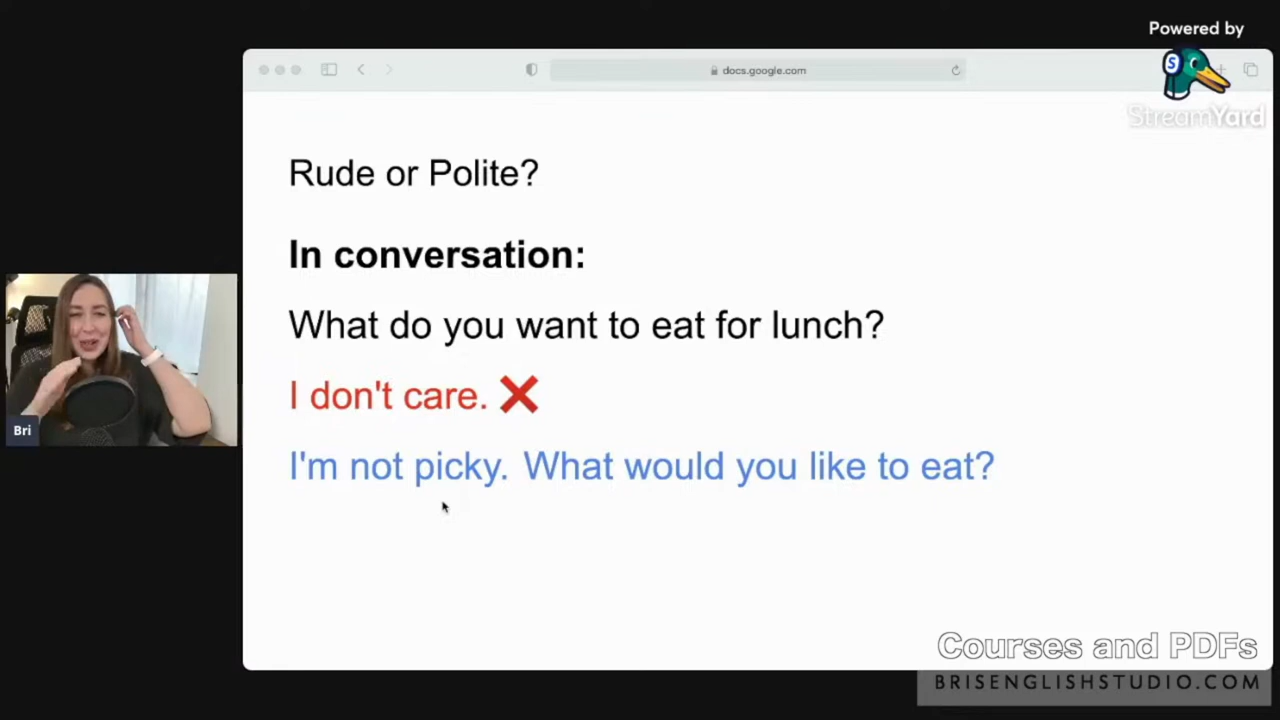 Powered by
StreamYard
docs.google.com
Rude or Polite?
In conversation:
What do you want to eat for lunch?
I don't care. ❌
I'm not picky. What would you like to eat?
Bri
Courses and PDFs
BRISENGLISHSTUDIO.COM